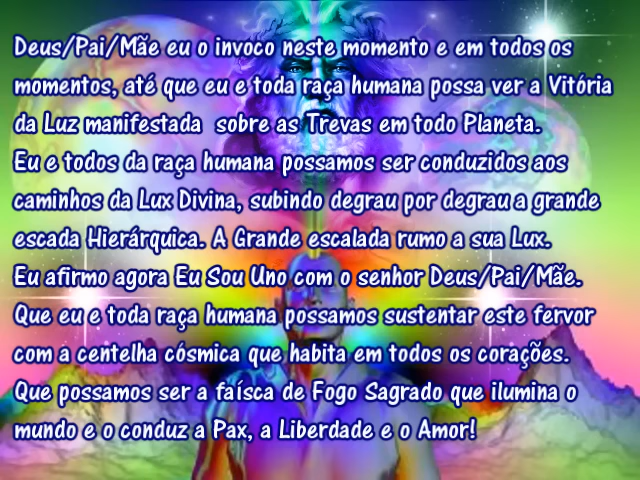 Deus/Pai/Mãe eu o invoco neste momento e em todos os
momentos, até que eu e toda raça humana possa ver a Vitória
da Luz manifestada sobre as Trevas em todo Planeta.
Eu e todos da raça humana possamos ser conduzidos aos
caminhos da Lux Divina, subindo degrau por degrau a grande
escada Hierárquica. A Grande escalada rumo a sua Lux.
Eu afirmo agora Eu Sou Uno com o senhor Deus/Pai/Mãe.
Que eu e toda raça humana possamos sustentar este fervor
com a centelha cósmica que habita em todos os corações.
Que possamos ser a faísca de Fogo Sagrado que ilumina o
mundo e o conduz a Pax, a Liberdade e o Amor!